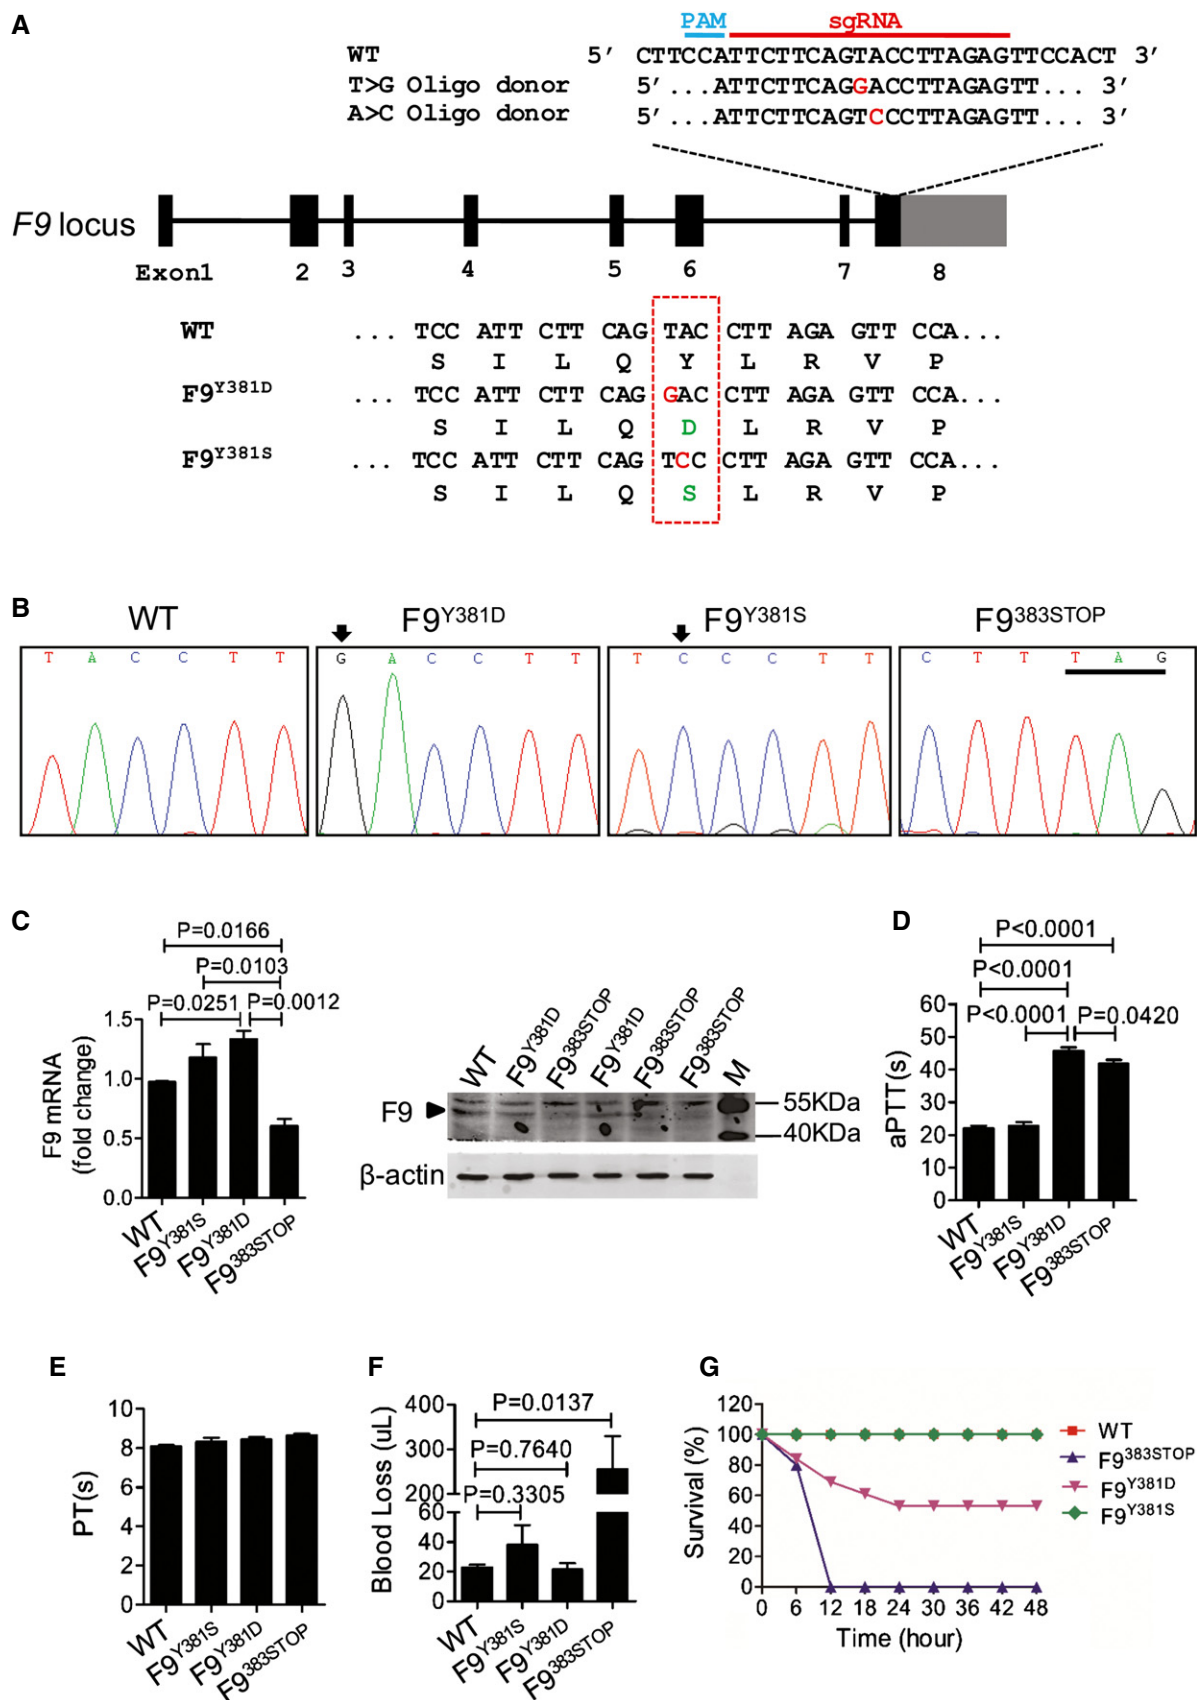 A
PAM sgRNA
WT 5′ CTTCCATTCTTCAGTACCTTAGAGTTCCACT 3′
T>G Oligo donor 5′...ATTCTTCAGGACCTTAGAGTT... 3′
A>C Oligo donor 5′...ATTCTTCAGTCCCTTAGAGTT... 3′
F9 locus
Exon1 2 3 4 5 6 7 8
WT ... TCC ATT CTT CAG TAC CTT AGA GTT CCA...
S I L Q Y L R V P
F9Y381D ... TCC ATT CTT CAG GAC CTT AGA GTT CCA...
S I L Q D L R V P
F9Y381S ... TCC ATT CTT CAG TCC CTT AGA GTT CCA...
S I L Q S L R V P
B
WT F9Y381D F9Y381S F9383STOP
T A C C T T G A C C T T T C C C T T C T T T A G
C
P=0.0166
P=0.0103
P=0.0251 P=0.0012
F9 mRNA
(fold change)
1.5
1.0
0.5
0.0
WT F9Y381S F9Y381D F9383STOP
WT F9Y381D F9383STOP F9Y381D F9383STOP F9383STOP M
F9
55KDa
40KDa
β-actin
D
P<0.0001
P<0.0001
P<0.0001 P=0.0420
aPTT(s)
60
50
40
30
20
10
0
WT F9Y381S F9Y381D F9383STOP
E
PT(s)
10
8
6
4
2
0
WT F9Y381S F9Y381D F9383STOP
F
P=0.0137
P=0.7640
P=0.3305
Blood Loss (uL)
400
300
200
60
40
20
0
WT F9Y381S F9Y381D F9383STOP
G
Survival (%)
120
100
80
60
40
20
0
0 6 12 18 24 30 36 42 48
Time (hour)
WT
F9383STOP
F9Y381D
F9Y381S